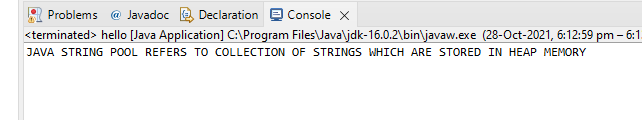 Problems @ Javadoc Declaration Console
<terminated> hello [Java Application] C:\Program Files\Java\jdk-16.0.2\bin\javaw.exe (28-Oct-2021, 6:12:59 pm – 6:1
JAVA STRING POOL REFERS TO COLLECTION OF STRINGS WHICH ARE STORED IN HEAP MEMORY